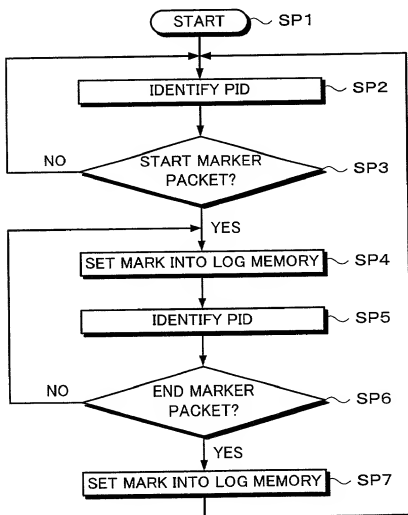 START SP1
IDENTIFY PID SP2
NO
START MARKER
PACKET?
SP3
YES
SET MARK INTO LOG MEMORY SP4
IDENTIFY PID SP5
NO
END MARKER
PACKET?
SP6
YES
SET MARK INTO LOG MEMORY SP7